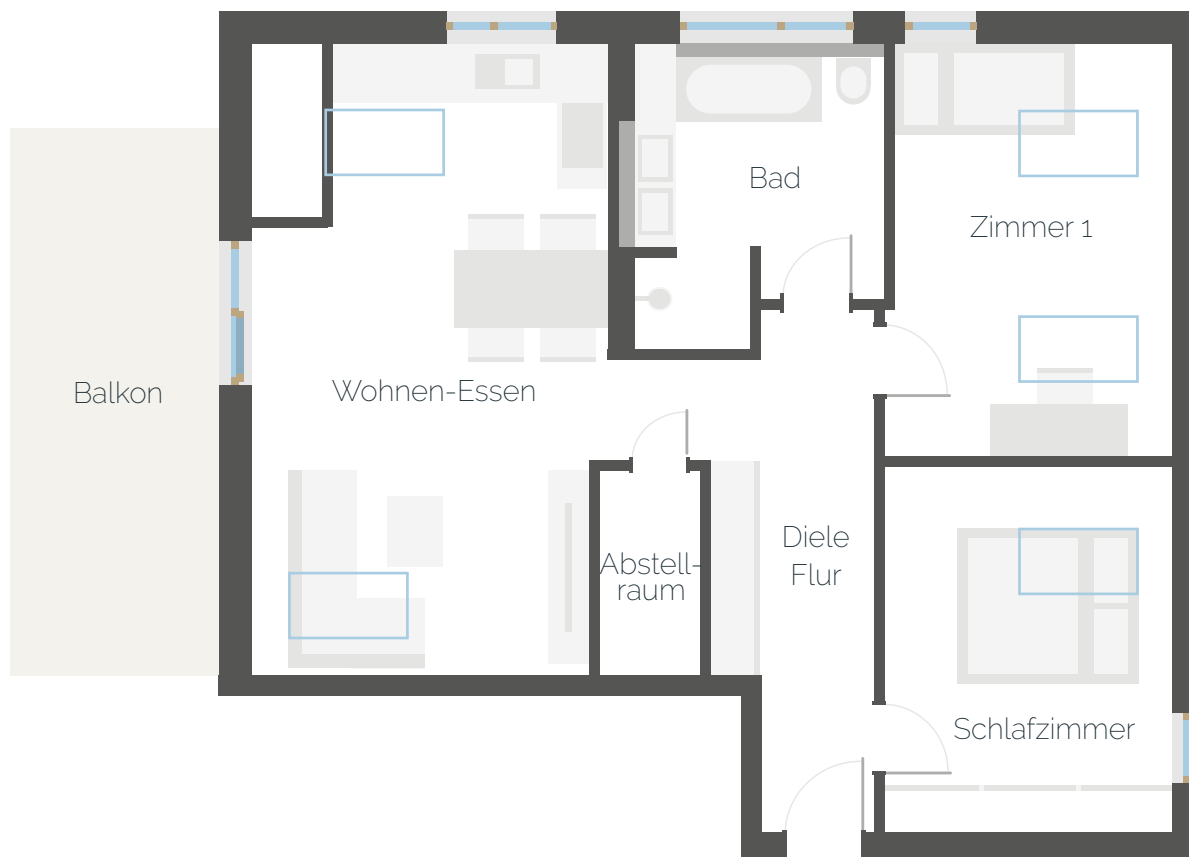 Bad
Zimmer 1
Balkon
Wohnen-Essen
Diele
Flur
Abstell-
raum
Schlafzimmer